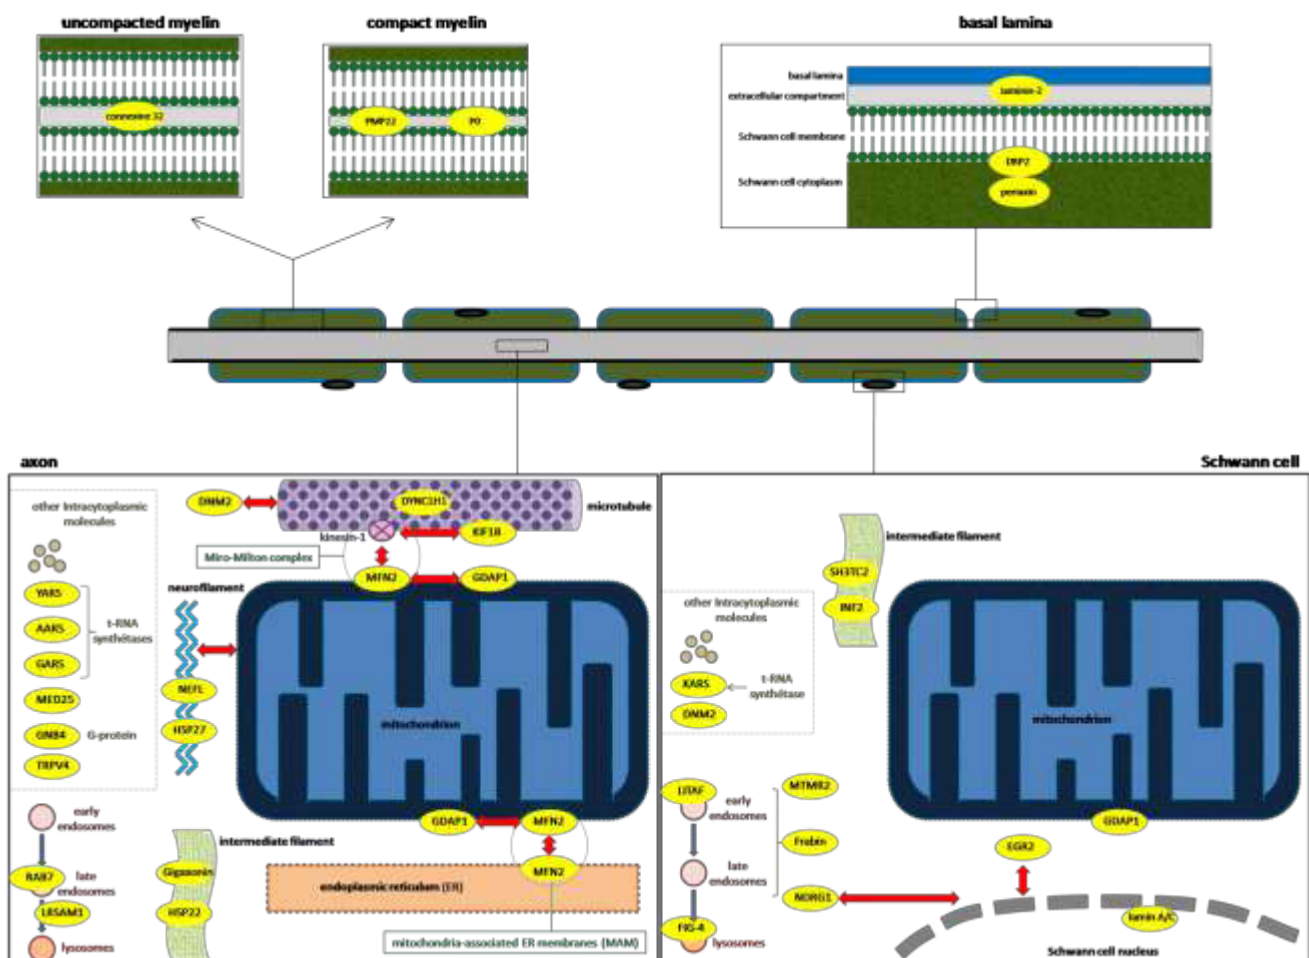 uncompacted myelin
compact myelin
basal lamina
connexine 32
PMP22
P0
basal lamina
extracellular compartment
Schwann cell membrane
Schwann cell cytoplasm
laminin-2
DRP2
periaxin
axon
other Intracytoplasmic
molecules
YARS
AARS
GARS
t-RNA
synthétases
MED25
GNB4
G-protein
TRPV4
DNM2
DYNC1H1
microtubule
kinesin-1
KIF1B
Miro-Milton complex
MFN2
GDAP1
neurofilament
NEFL
HSP27
mitochondrion
early
endosomes
RAB7
late
endosomes
LRSAM1
lysosomes
intermediate filament
Gigaxonin
HSP22
GDAP1
MFN2
MFN2
endoplasmic reticulum (ER)
mitochondria-associated ER membranes (MAM)
Schwann cell
intermediate filament
SH3TC2
INF2
other Intracytoplasmic
molecules
KARS
t-RNA
synthétase
DNM2
mitochondrion
LITAF
early
endosomes
late
endosomes
FIG-4
lysosomes
MTMR2
Frabin
NDRG1
GDAP1
EGR2
lamin A/C
Schwann cell nucleus